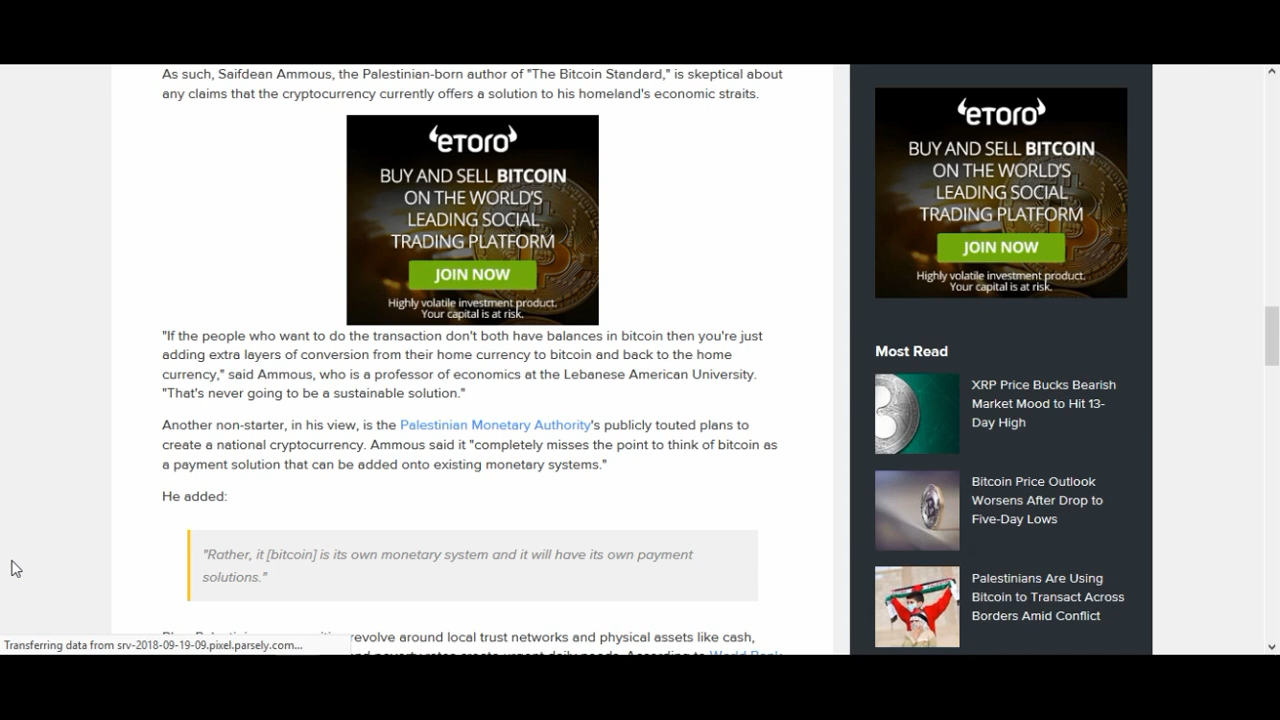 As such, Saifdean Ammous, the Palestinian-born author of "The Bitcoin Standard," is skeptical about
any claims that the cryptocurrency currently offers a solution to his homeland's economic straits.
eTORO
BUY AND SELL BITCOIN
ON THE WORLD'S
LEADING SOCIAL
TRADING PLATFORM
JOIN NOW
Highly volatile investment product.
Your capital is at risk.
"If the people who want to do the transaction don't both have balances in bitcoin then you're just
adding extra layers of conversion from their home currency to bitcoin and back to the home
currency," said Ammous, who is a professor of economics at the Lebanese American University.
"That's never going to be a sustainable solution."
Another non-starter, in his view, is the Palestinian Monetary Authority's publicly touted plans to
create a national cryptocurrency. Ammous said it "completely misses the point to think of bitcoin as
a payment solution that can be added onto existing monetary systems."
He added:
"Rather, it [bitcoin] is its own monetary system and it will have its own payment
solutions."
revolve around local trust networks and physical assets like cash,
Transferring data from srv-2018-09-19-09.pixel.parsely.com...
eTORO
BUY AND SELL BITCOIN
ON THE WORLD'S
LEADING SOCIAL
TRADING PLATFORM
JOIN NOW
Highly volatile investment product.
Your capital is at risk.
Most Read
XRP Price Bucks Bearish
Market Mood to Hit 13-
Day High
Bitcoin Price Outlook
Worsens After Drop to
Five-Day Lows
Palestinians Are Using
Bitcoin to Transact Across
Borders Amid Conflict